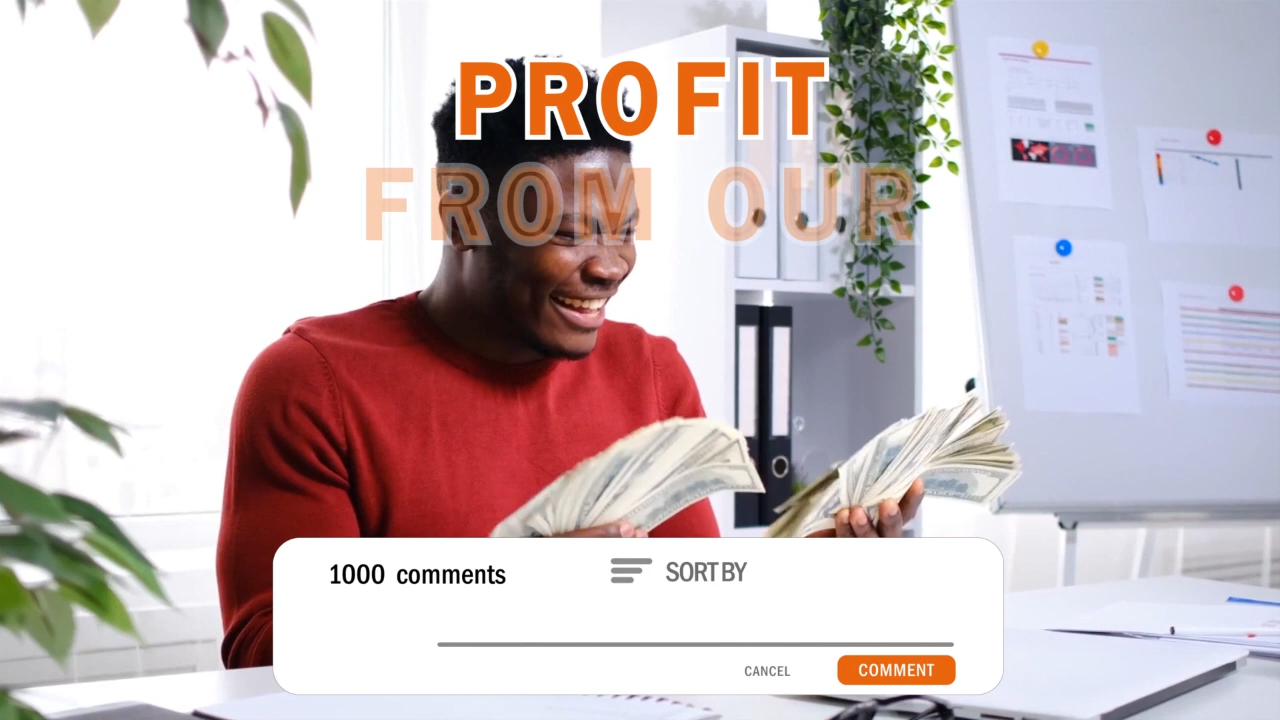 PROFIT
FROM OUR
1000 comments
SORT BY
CANCEL
COMMENT